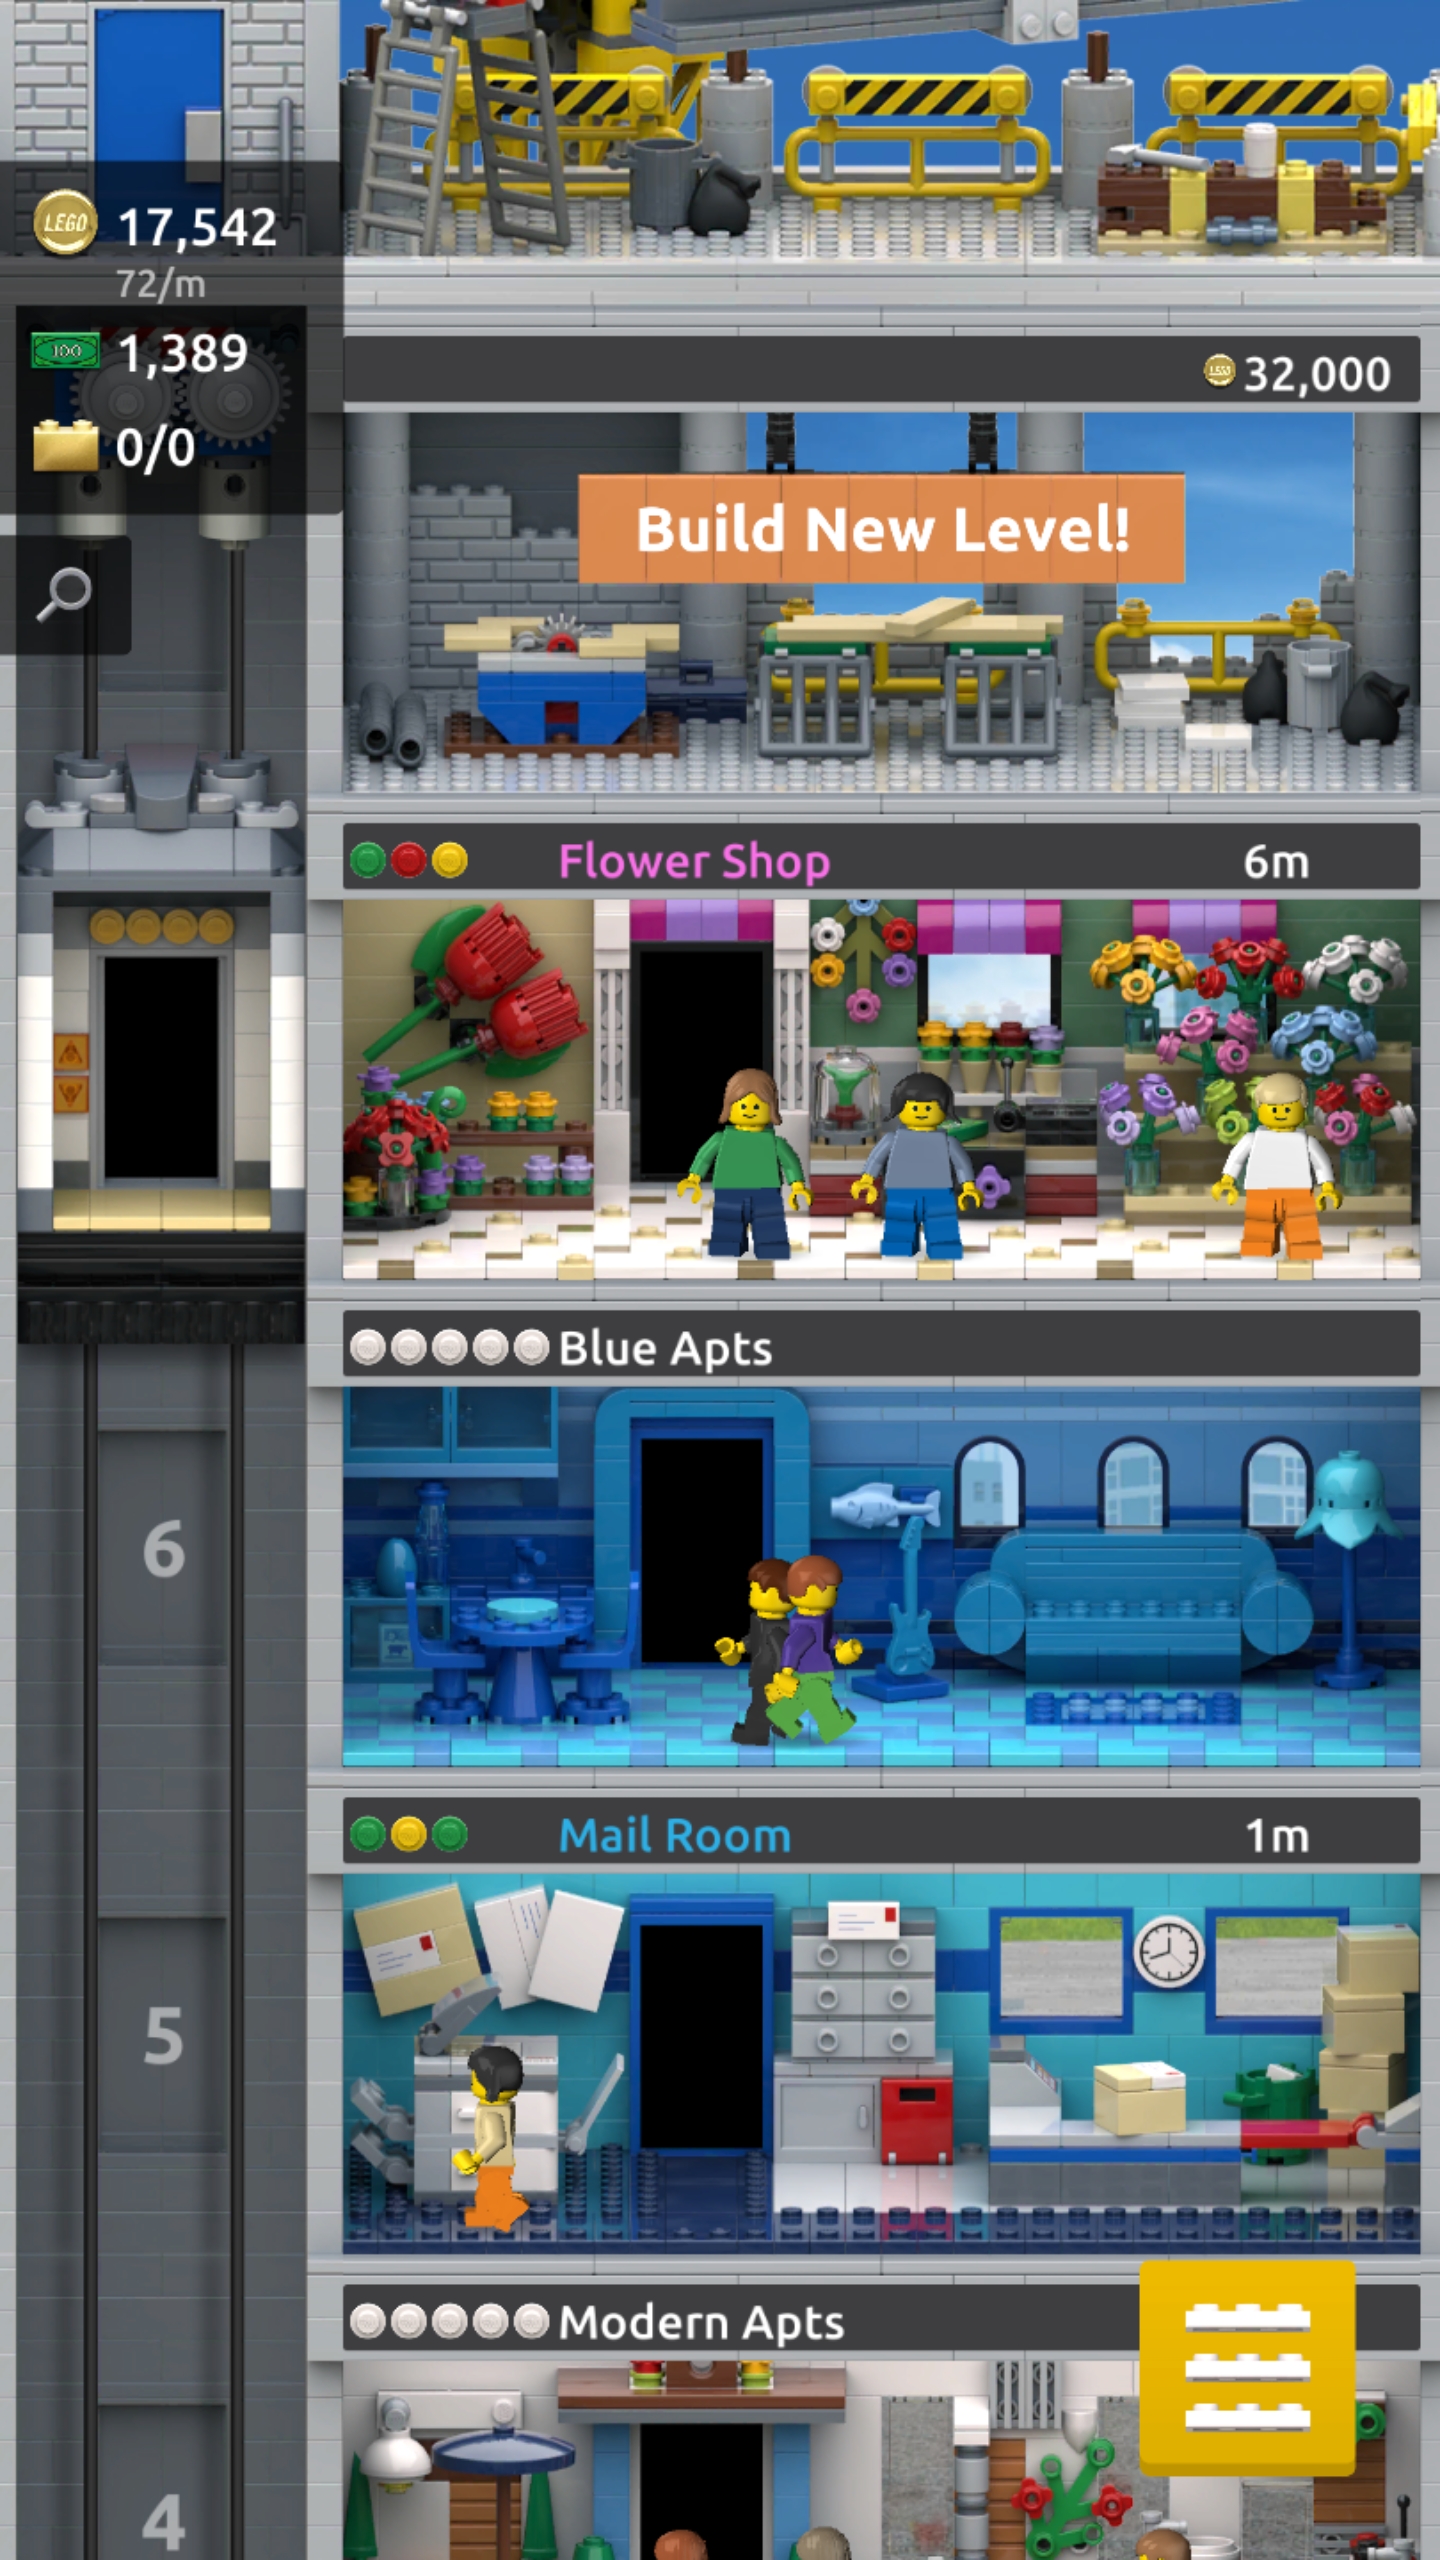 LEGO 17,542
72/m
100 1,389
0/0
LEGO 32,000
Build New Level!
Flower Shop 6m
Blue Apts
6
Mail Room 1m
5
Modern Apts
4